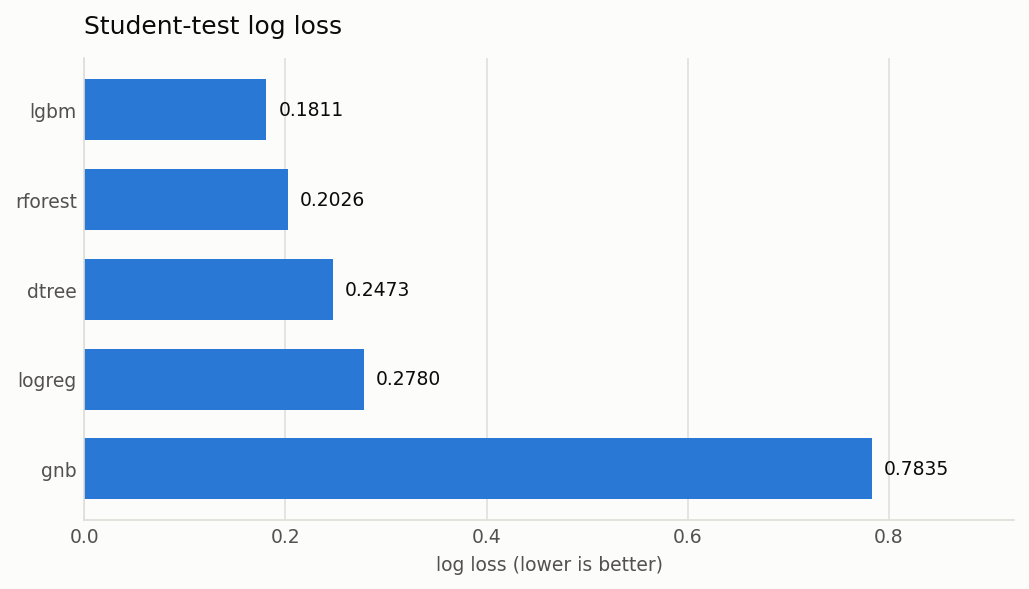 Student-test log loss
lgbm 0.1811
rforest 0.2026
dtree 0.2473
logreg 0.2780
gnb 0.7835
0.0 0.2 0.4 0.6 0.8
log loss (lower is better)